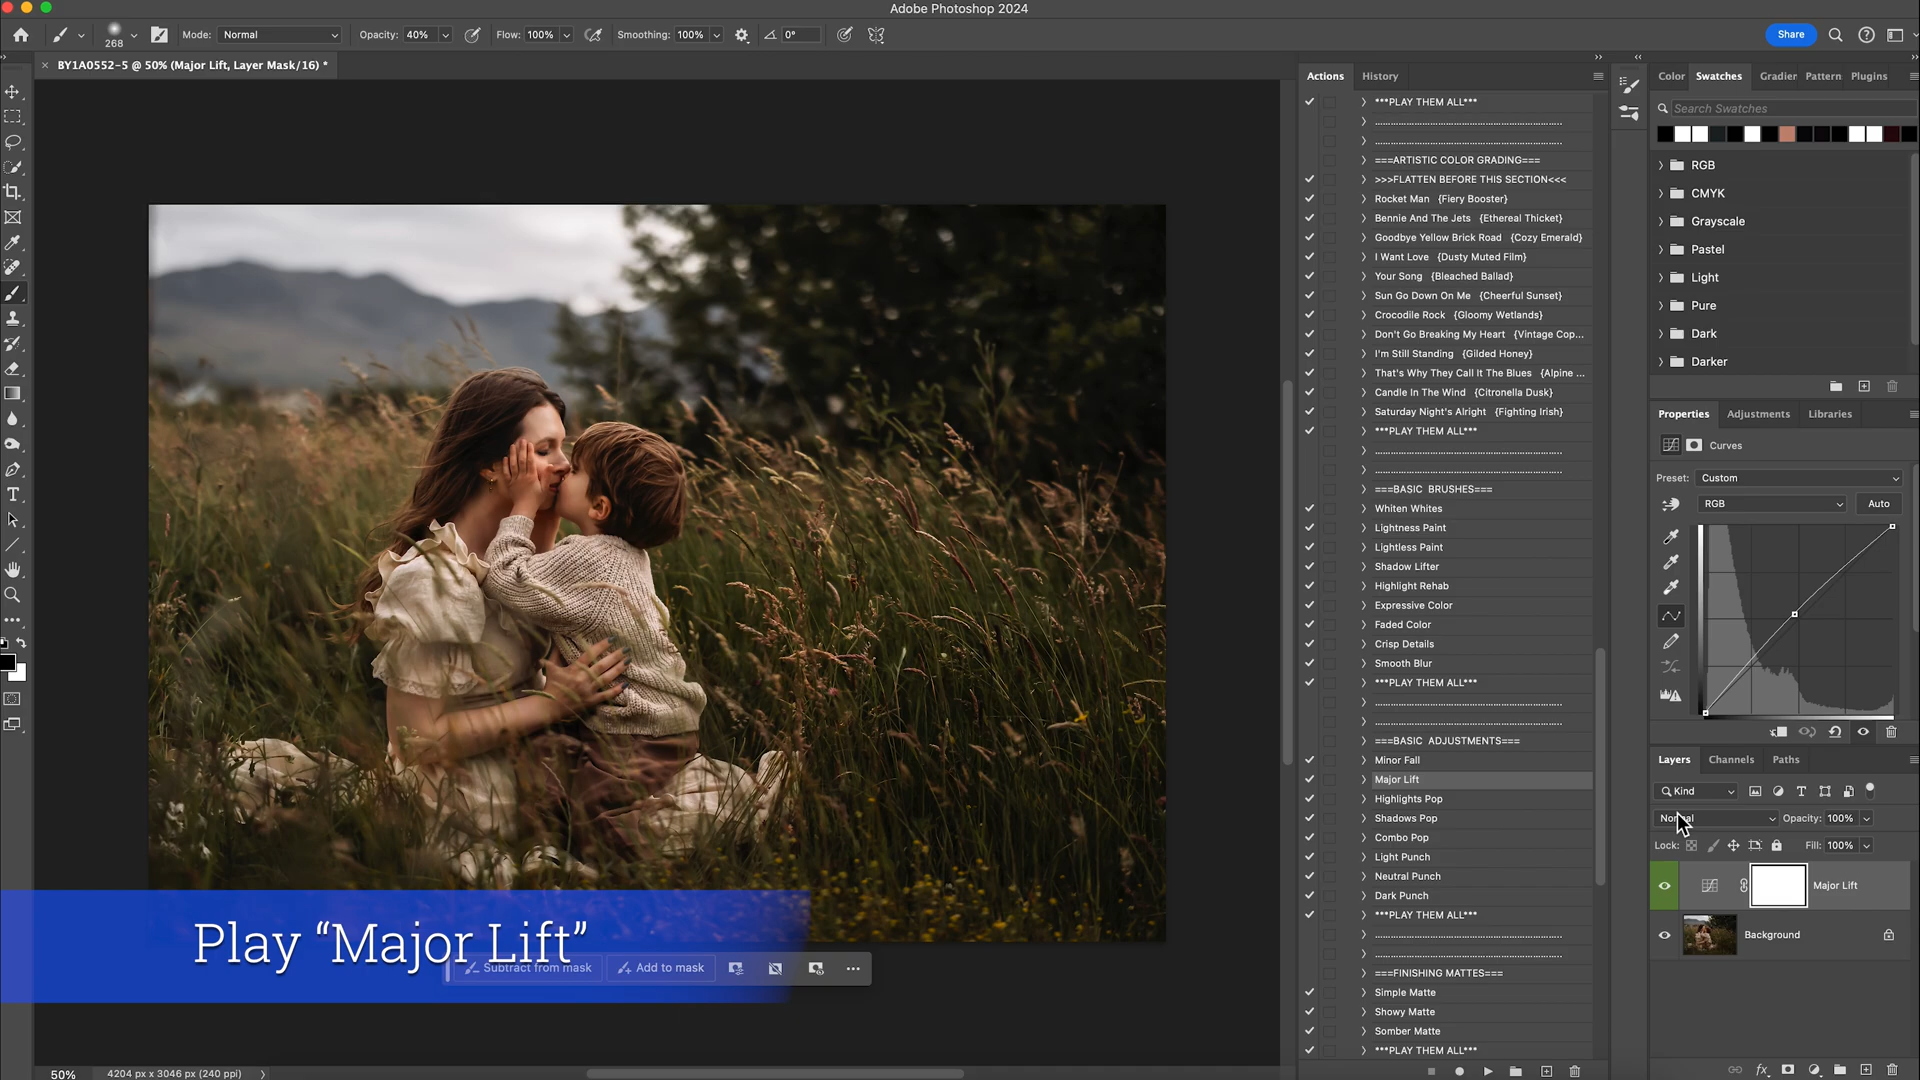 Adobe Photoshop 2024
268
Mode: Normal
Opacity: 40%
Flow: 100%
Smoothing: 100%
0°
Share
× BY1A0552-5 @ 50% (Major Lift, Layer Mask/16) *
Actions History
***PLAY THEM ALL***
===ARTISTIC COLOR GRADING===
>>>FLATTEN BEFORE THIS SECTION<<<
Rocket Man {Fiery Booster}
Bennie And The Jets {Ethereal Thicket}
Goodbye Yellow Brick Road {Cozy Emerald}
I Want Love {Dusty Muted Film}
Your Song {Bleached Ballad}
Sun Go Down On Me {Cheerful Sunset}
Crocodile Rock {Gloomy Wetlands}
Don't Go Breaking My Heart {Vintage Cop...
I'm Still Standing {Gilded Honey}
That's Why They Call It The Blues {Alpine ...
Candle In The Wind {Citronella Dusk}
Saturday Night's Alright {Fighting Irish}
***PLAY THEM ALL***
===BASIC BRUSHES===
Whiten Whites
Lightness Paint
Lightless Paint
Shadow Lifter
Highlight Rehab
Expressive Color
Faded Color
Crisp Details
Smooth Blur
***PLAY THEM ALL***
===BASIC ADJUSTMENTS===
Minor Fall
Major Lift
Highlights Pop
Shadows Pop
Combo Pop
Light Punch
Neutral Punch
Dark Punch
***PLAY THEM ALL***
===FINISHING MATTES===
Simple Matte
Showy Matte
Somber Matte
***PLAY THEM ALL***
Color Swatches Gradier Pattern Plugins
Search Swatches
RGB
CMYK
Grayscale
Pastel
Light
Pure
Dark
Darker
Properties Adjustments Libraries
Curves
Preset: Custom
RGB Auto
Layers Channels Paths
Kind
Normal Opacity: 100%
Lock: Fill: 100%
Major Lift
Background
fx
Play “Major Lift”
Subtract from mask
Add to mask
50% 4204 px x 3046 px (240 ppi)